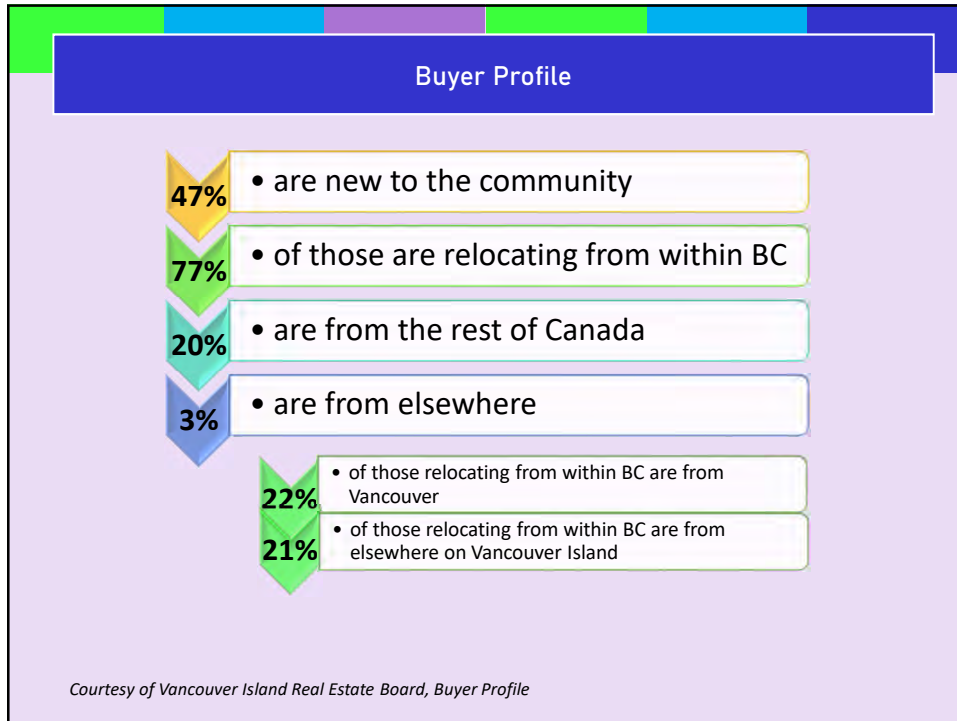 Buyer Profile
47%
• are new to the community
77%
• of those are relocating from within BC
20%
• are from the rest of Canada
3%
• are from elsewhere
22%
• of those relocating from within BC are from
Vancouver
21%
• of those relocating from within BC are from
elsewhere on Vancouver Island
Courtesy of Vancouver Island Real Estate Board, Buyer Profile